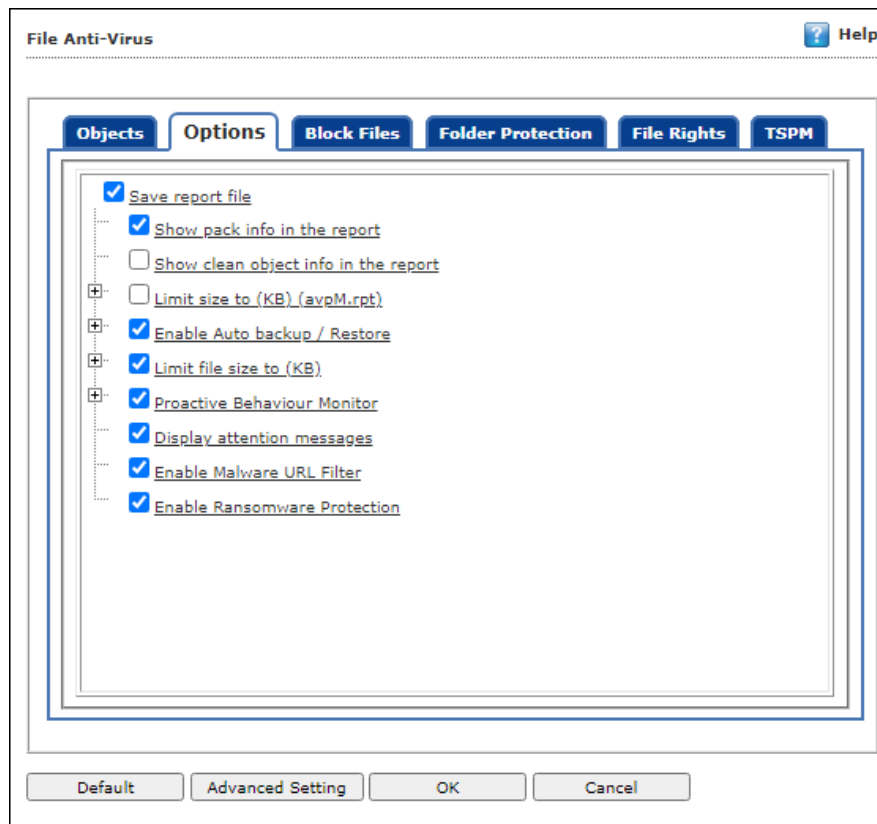 File Anti-Virus
? Help
Objects Options Block Files Folder Protection File Rights TSPM
Save report file
Show pack info in the report
Show clean object info in the report
Limit size to (KB) (avpM.rpt)
Enable Auto backup / Restore
Limit file size to (KB)
Proactive Behaviour Monitor
Display attention messages
Enable Malware URL Filter
Enable Ransomware Protection
Default Advanced Setting OK Cancel